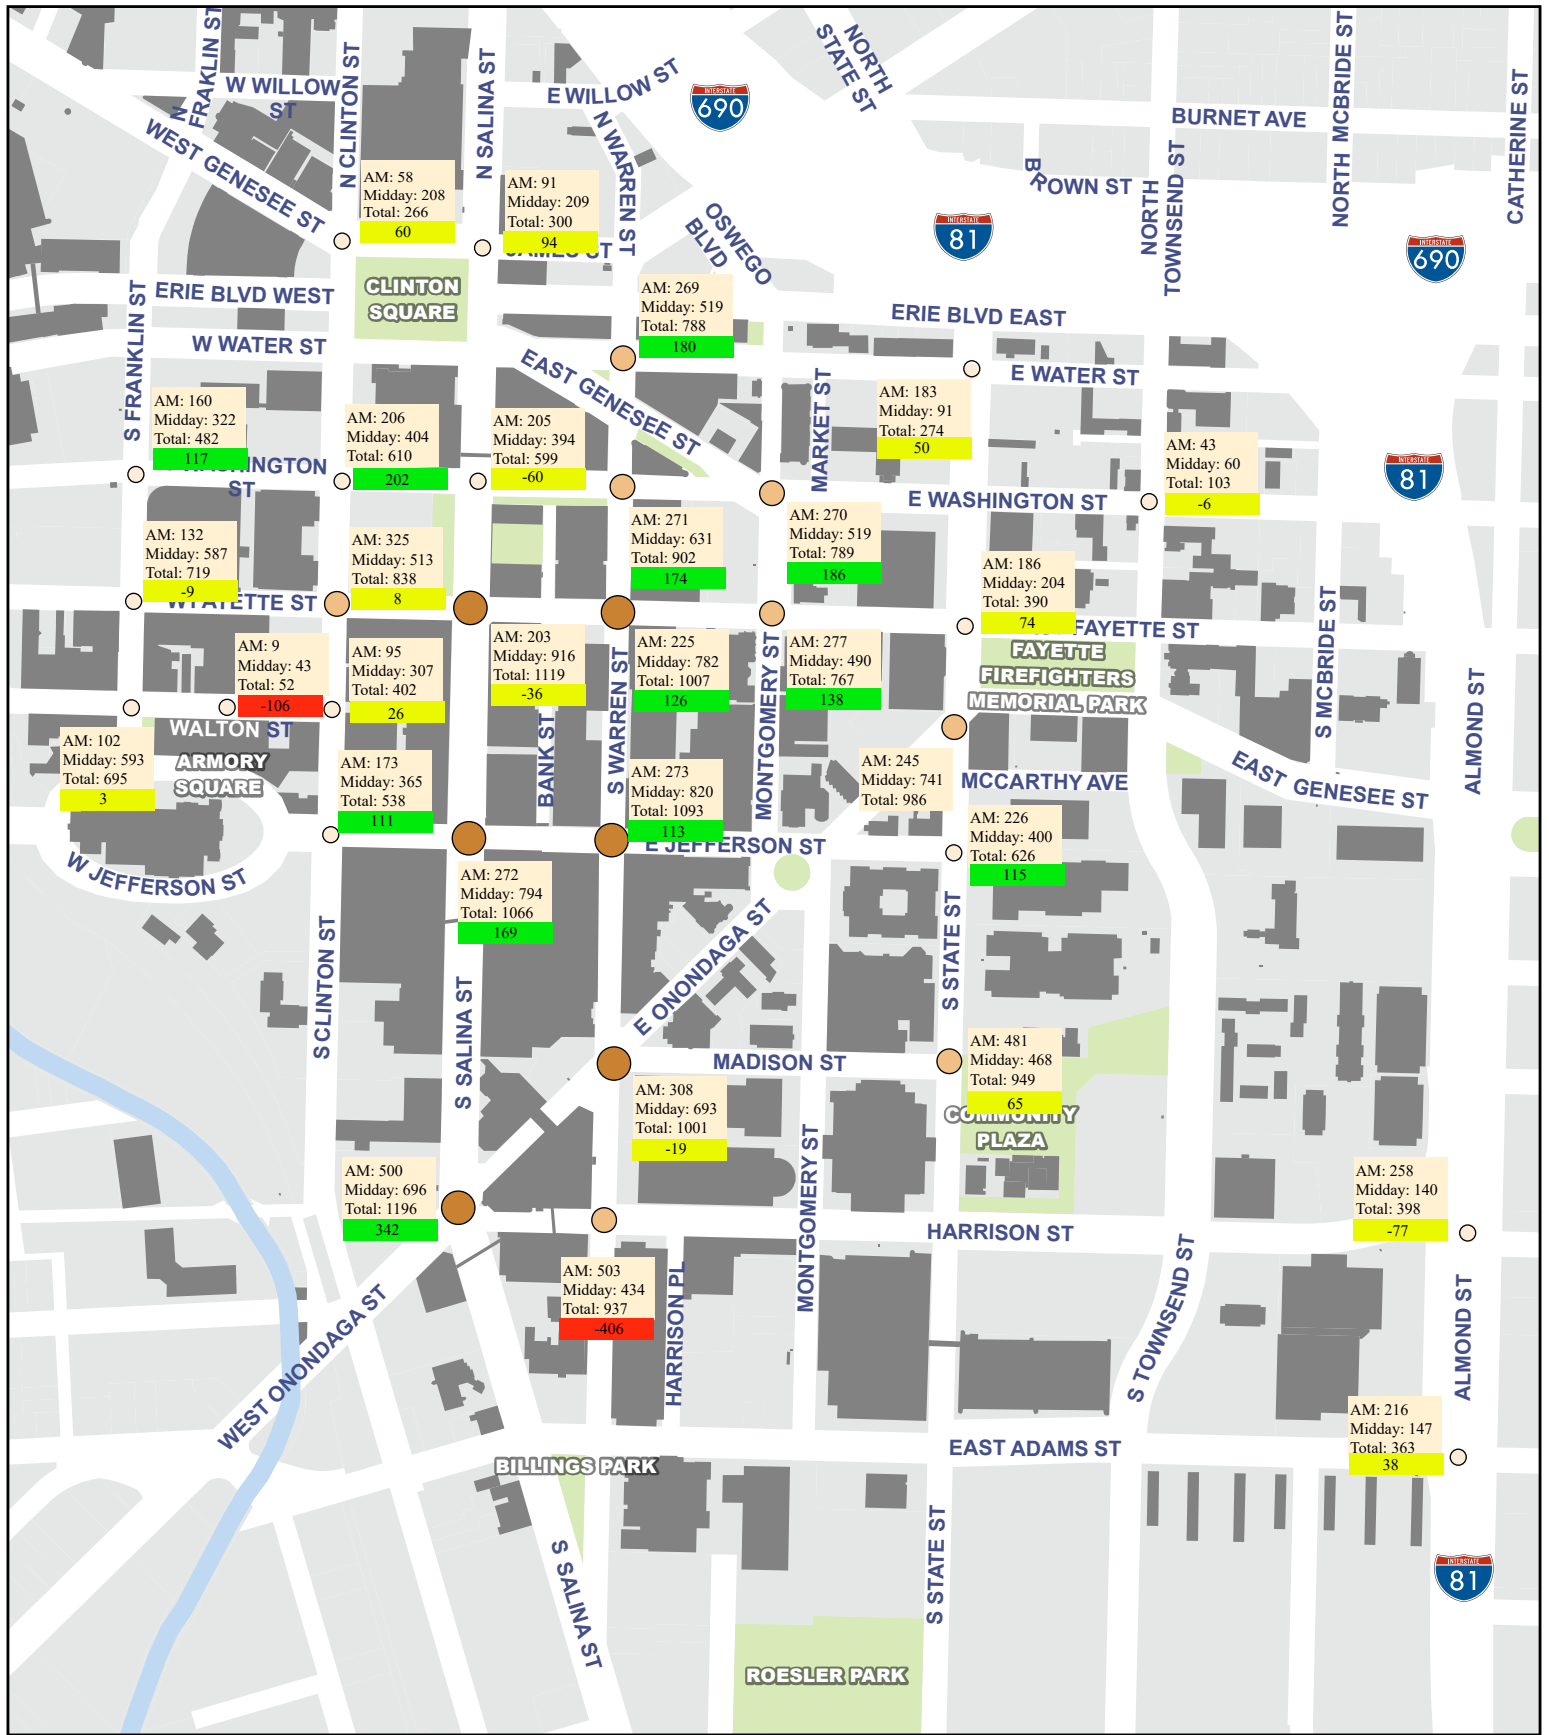 N FRAKLIN ST
W WILLOW
ST
N CLINTON ST
N SALINA ST
E WILLOW ST
N WARREN ST
INTERSTATE
690
NORTH
STATE ST
BURNET AVE
BROWN ST
NORTH
TOWNSEND ST
NORTH MCBRIDE ST
CATHERINE ST
WEST GENESEE ST
AM: 58
Midday: 208
Total: 266
60
AM: 91
Midday: 209
Total: 300
94
JAMES ST
OSWEGO
BLVD
INTERSTATE
81
INTERSTATE
690
ERIE BLVD WEST
CLINTON
SQUARE
AM: 269
Midday: 519
Total: 788
180
ERIE BLVD EAST
W WATER ST
S FRANKLIN ST
EAST GENESEE ST
E WATER ST
MARKET ST
AM: 160
Midday: 322
Total: 482
117
AM: 206
Midday: 404
Total: 610
202
AM: 205
Midday: 394
Total: 599
-60
AM: 183
Midday: 91
Total: 274
50
AM: 43
Midday: 60
Total: 103
-6
INTERSTATE
81
ST
E WASHINGTON ST
AM: 132
Midday: 587
Total: 719
-9
AM: 325
Midday: 513
Total: 838
8
AM: 271
Midday: 631
Total: 902
174
AM: 270
Midday: 519
Total: 789
186
AM: 186
Midday: 204
Total: 390
74
W FAYETTE ST
FAYETTE ST
S MCBRIDE ST
AM: 9
Midday: 43
Total: 52
-106
AM: 95
Midday: 307
Total: 402
26
AM: 203
Midday: 916
Total: 1119
-36
AM: 225
Midday: 782
Total: 1007
126
AM: 277
Midday: 490
Total: 767
138
FAYETTE
FIREFIGHTERS
MEMORIAL PARK
S WARREN ST
MONTGOMERY ST
BANK ST
WALTON ST
ARMORY
SQUARE
AM: 102
Midday: 593
Total: 695
3
AM: 173
Midday: 365
Total: 538
111
AM: 273
Midday: 820
Total: 1093
113
AM: 245
Midday: 741
Total: 986
MCCARTHY AVE
EAST GENESEE ST
ALMOND ST
AM: 226
Midday: 400
Total: 626
115
E JEFFERSON ST
W JEFFERSON ST
AM: 272
Midday: 794
Total: 1066
169
E ONONDAGA ST
S STATE ST
S CLINTON ST
S SALINA ST
MADISON ST
AM: 481
Midday: 468
Total: 949
65
COMMUNITY
PLAZA
AM: 308
Midday: 693
Total: 1001
-19
MONTGOMERY ST
AM: 500
Midday: 696
Total: 1196
342
AM: 258
Midday: 140
Total: 398
-77
HARRISON ST
AM: 503
Midday: 434
Total: 937
-406
HARRISON PL
S TOWNSEND ST
ALMOND ST
WEST ONONDAGA ST
AM: 216
Midday: 147
Total: 363
38
EAST ADAMS ST
BILLINGS PARK
S SALINA ST
S STATE ST
INTERSTATE
81
ROESLER PARK